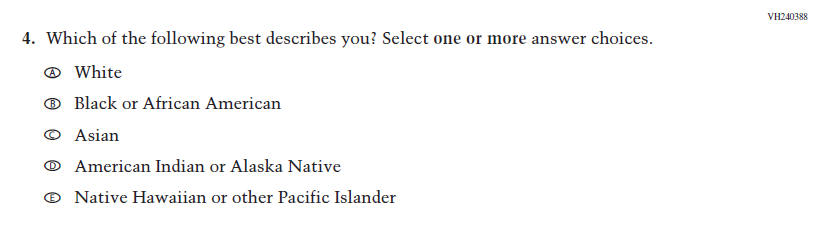 VH240388
4. Which of the following best describes you? Select one or more answer choices.
Ⓐ White
Ⓑ Black or African American
Ⓒ Asian
Ⓓ American Indian or Alaska Native
Ⓔ Native Hawaiian or other Pacific Islander